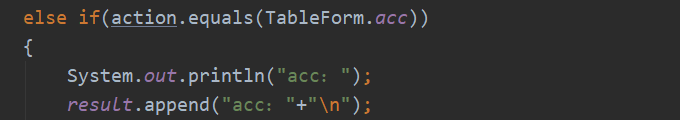 else if(action.equals(TableForm.acc))
{
System.out.println("acc：");
result.append("acc："+"\n");